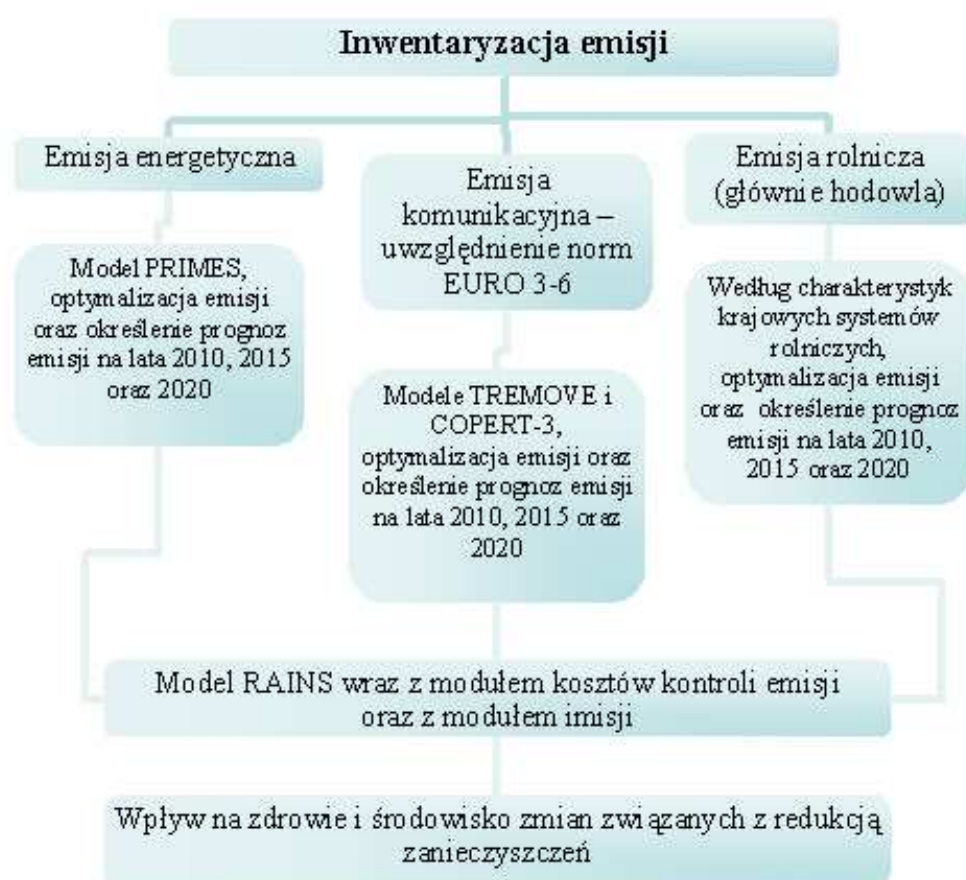 Inwentaryzacja emisji
Emisja energetyczna
Emisja
komunikacyjna –
uwzględnienie norm
EURO 3-6
Emisja rolnicza
(głównie hodowla)
Model PRIMES,
optymalizacja emisji
oraz określenie prognoz
emisji na lata 2010, 2015
oraz 2020
Modele TREMOVE i
COPERT-3,
optymalizacja emisji oraz
określenie prognoz emisji
na lata 2010, 2015 oraz
2020
Według charakterystyk
krajowych systemów
rolniczych,
optymalizacja emisji
oraz określenie prognoz
emisji na lata 2010,
2015 oraz 2020
Model RAINS wraz z modułem kosztów kontroli emisji
oraz z modułem imisji
Wpływ na zdrowie i środowisko zmian związanych z redukcją
zanieczyszczeń